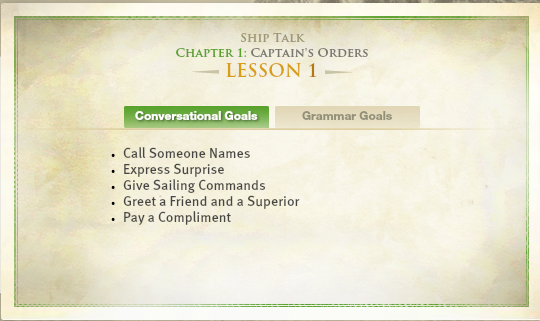 SHIP TALK
CHAPTER 1: CAPTAIN'S ORDERS
LESSON 1
Conversational Goals
Grammar Goals
• Call Someone Names
• Express Surprise
• Give Sailing Commands
• Greet a Friend and a Superior
• Pay a Compliment